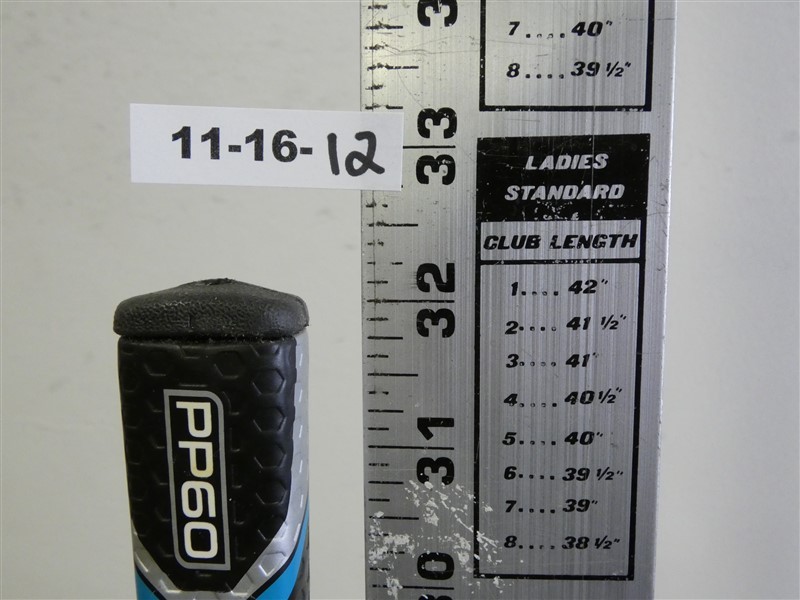 7.... 40"
8.... 39 1/2"
11-16-12
LADIES
STANDARD
CLUB LENGTH
1.... 42"
2.... 41 1/2"
3.... 41"
4.... 40 1/2"
5.... 40"
6.... 39 1/2"
7.... 39"
8.... 38 1/2"
3
33
32
31
0
PP60